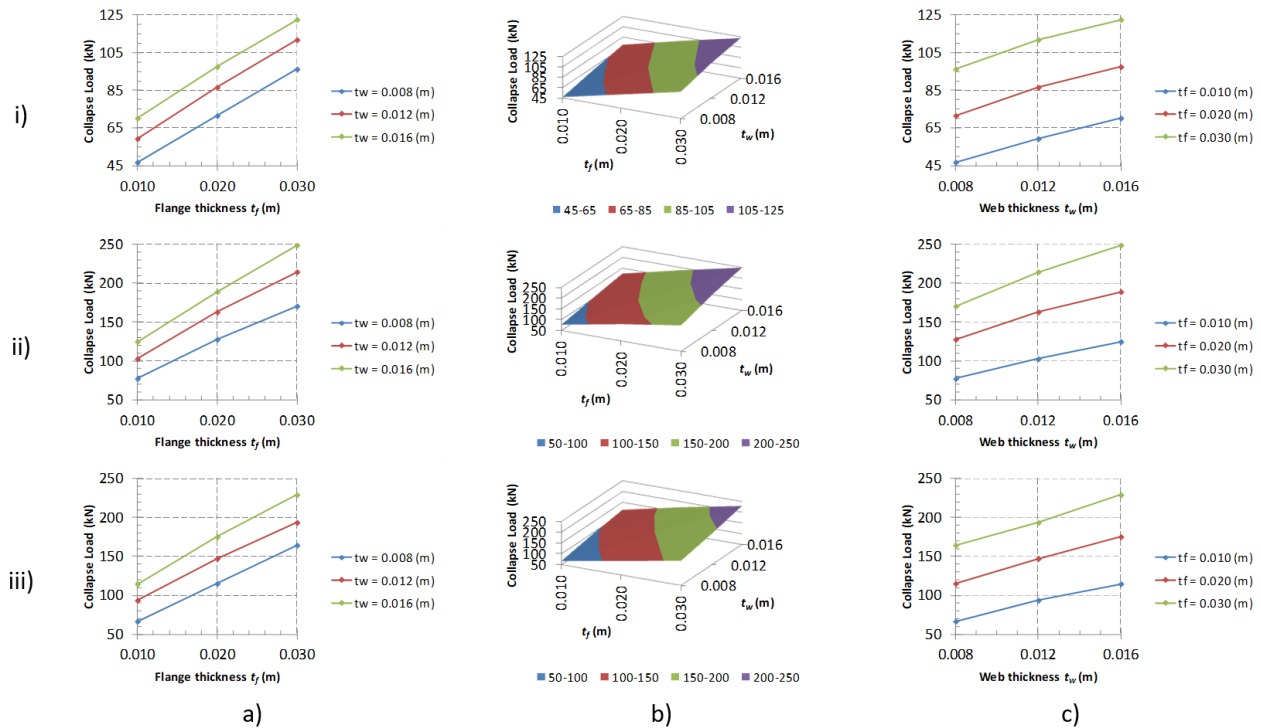 i)
Collapse Load (kN)
125
105
85
65
45
0.010 0.020 0.030
Flange thickness tf (m)
tw = 0.008 (m)
tw = 0.012 (m)
tw = 0.016 (m)
Collapse Load (kN)
125
105
85
65
45
0.010
0.020
0.030
tf (m)
0.008
0.012
0.016
tw (m)
45-65 65-85 85-105 105-125
Collapse Load (kN)
125
105
85
65
45
0.008 0.012 0.016
Web thickness tw (m)
tf = 0.010 (m)
tf = 0.020 (m)
tf = 0.030 (m)
ii)
Collapse Load (kN)
250
200
150
100
50
0.010 0.020 0.030
Flange thickness tf (m)
tw = 0.008 (m)
tw = 0.012 (m)
tw = 0.016 (m)
Collapse Load (kN)
250
200
150
100
50
0.010
0.020
0.030
tf (m)
0.008
0.012
0.016
tw (m)
50-100 100-150 150-200 200-250
Collapse Load (kN)
250
200
150
100
50
0.008 0.012 0.016
Web thickness tw (m)
tf = 0.010 (m)
tf = 0.020 (m)
tf = 0.030 (m)
iii)
Collapse Load (kN)
250
200
150
100
50
0.010 0.020 0.030
Flange thickness tf (m)
tw = 0.008 (m)
tw = 0.012 (m)
tw = 0.016 (m)
Collapse Load (kN)
250
200
150
100
50
0.010
0.020
0.030
tf (m)
0.008
0.012
0.016
tw (m)
50-100 100-150 150-200 200-250
Collapse Load (kN)
250
200
150
100
50
0.008 0.012 0.016
Web thickness tw (m)
tf = 0.010 (m)
tf = 0.020 (m)
tf = 0.030 (m)
a) b) c)